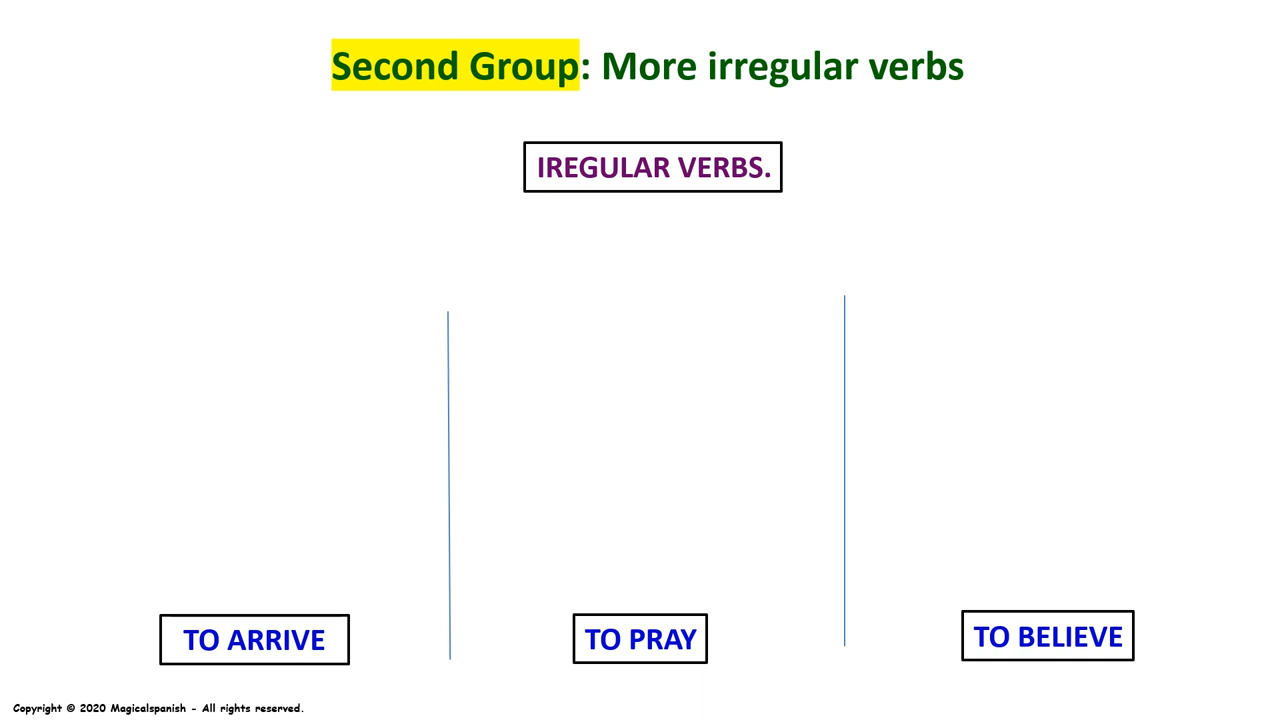 Second Group: More irregular verbs
IREGULAR VERBS.
TO ARRIVE
TO PRAY
TO BELIEVE
Copyright © 2020 Magicalspanish - All rights reserved.